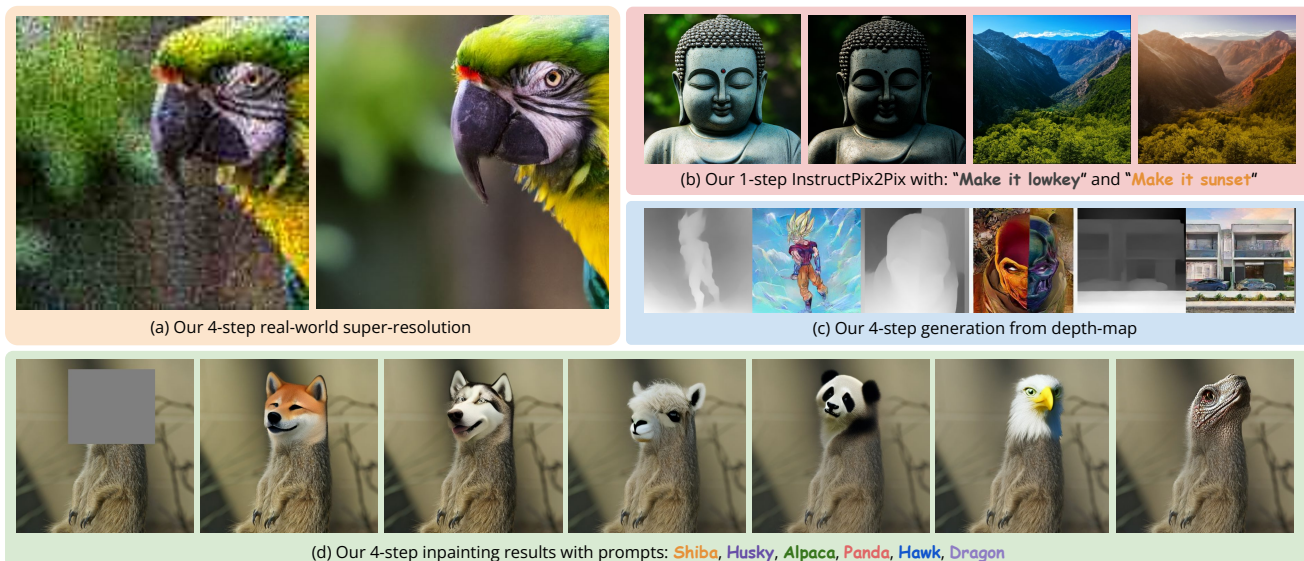 (a) Our 4-step real-world super-resolution
(b) Our 1-step InstructPix2Pix with: “Make it lowkey” and “Make it sunset”
(c) Our 4-step generation from depth-map
(d) Our 4-step inpainting results with prompts: Shiba, Husky, Alpaca, Panda, Hawk, Dragon